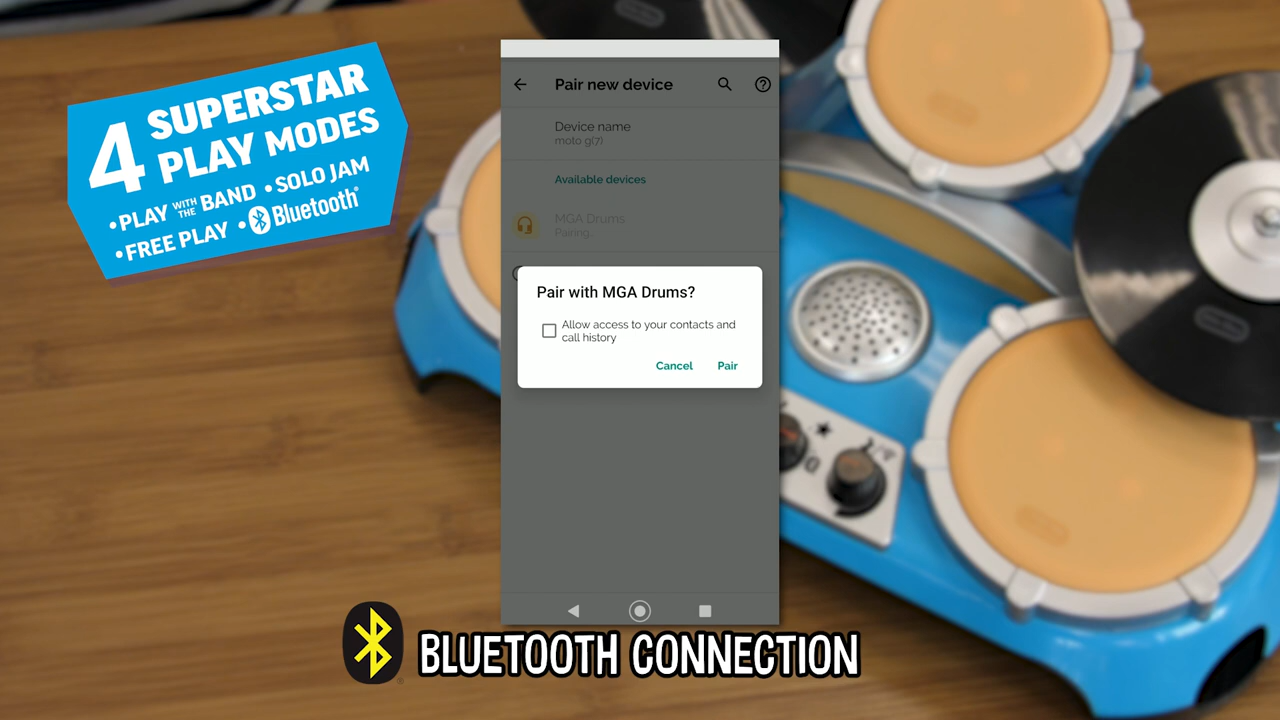 4 SUPERSTAR
PLAY MODES
• PLAY WITH THE BAND • SOLO JAM
• FREE PLAY • Bluetooth®
Pair new device
Device name
moto g(7)
Available devices
MGA Drums
Pairing...
Pair with MGA Drums?
Allow access to your contacts and
call history
Cancel Pair
BLUETOOTH CONNECTION